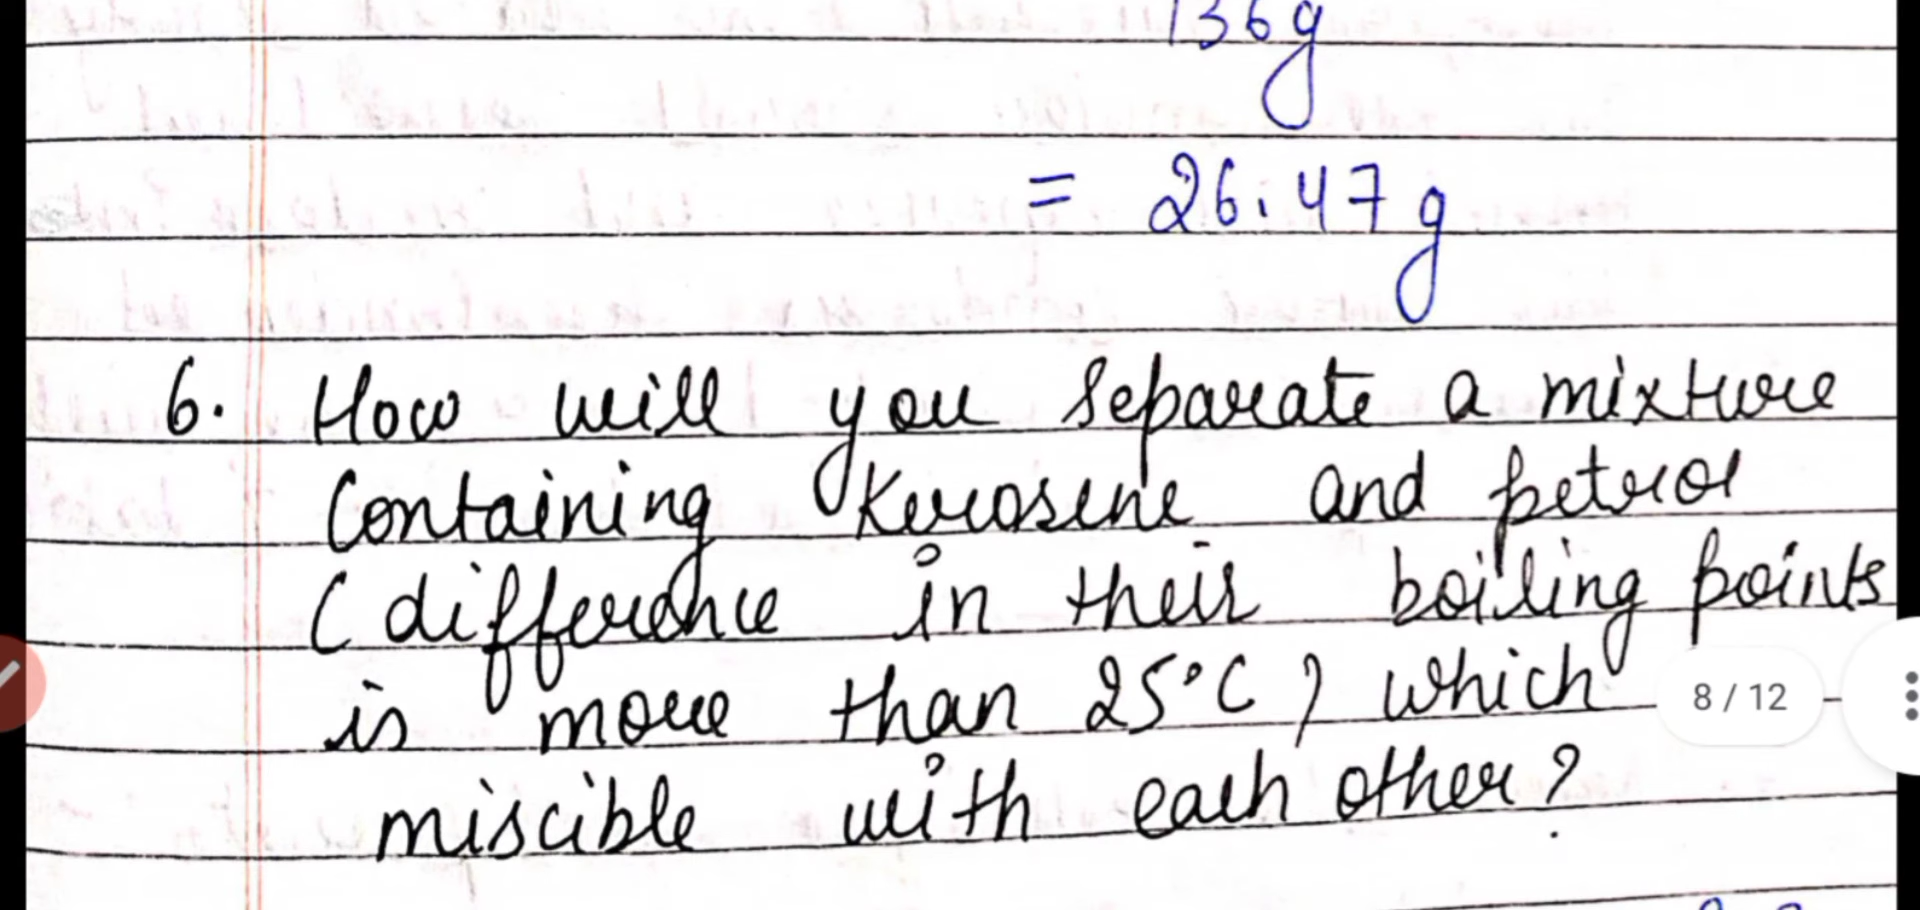 136g
= 26.47 g
6. How will you separate a mixture
Containing Kerosene and petrol
( difference in their boiling points
is more than 25°C ) which
8 / 12
miscible with each other?